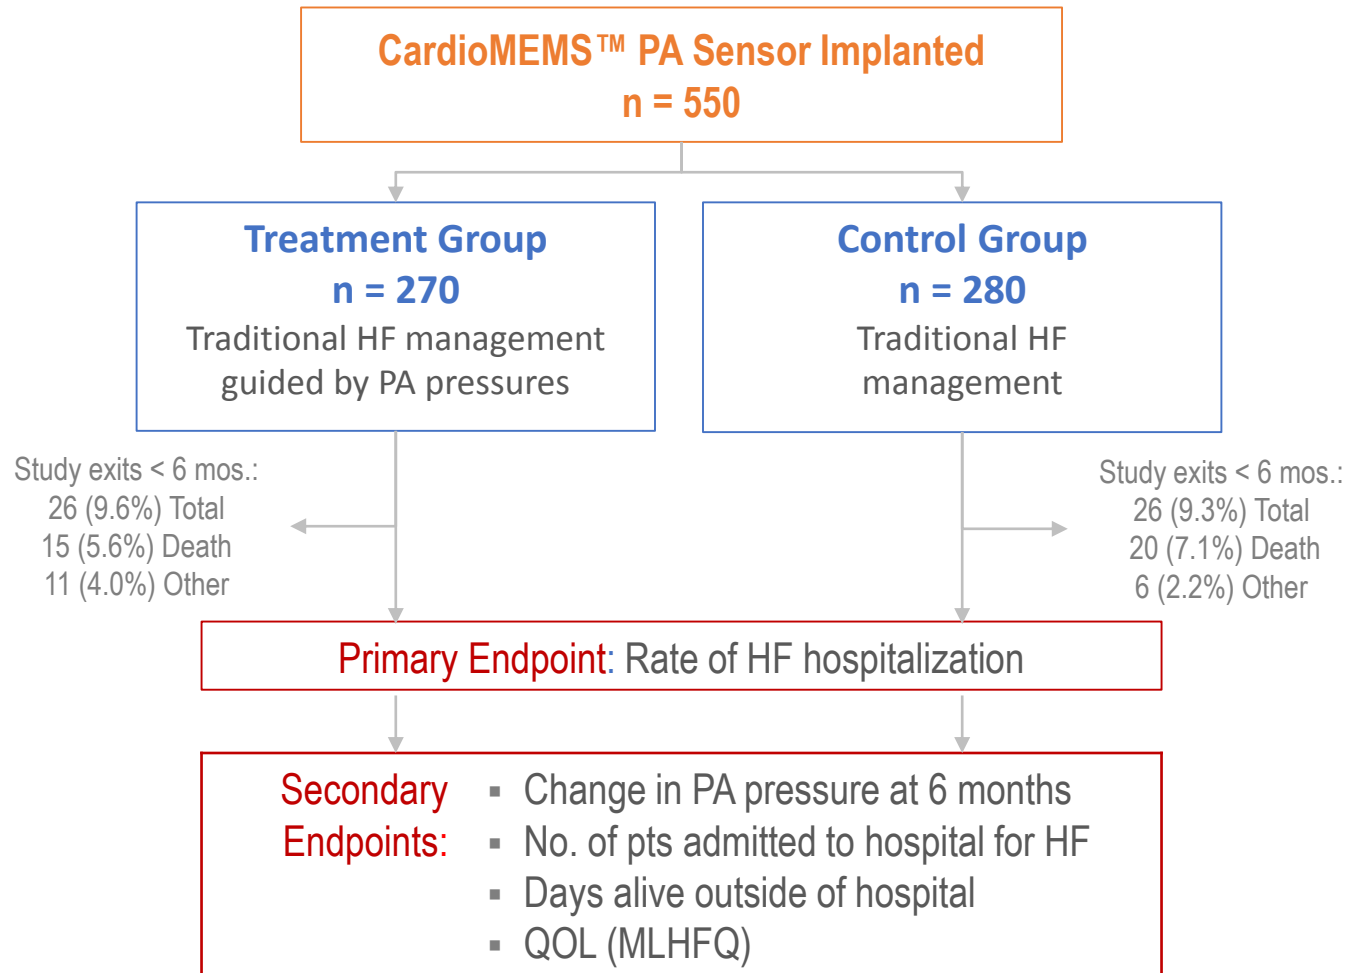 CardioMEMS™ PA Sensor Implanted
n = 550
Treatment Group
n = 270
Traditional HF management
guided by PA pressures
Control Group
n = 280
Traditional HF
management
Study exits < 6 mos.:
26 (9.6%) Total
15 (5.6%) Death
11 (4.0%) Other
Study exits < 6 mos.:
26 (9.3%) Total
20 (7.1%) Death
6 (2.2%) Other
Primary Endpoint: Rate of HF hospitalization
Secondary
Endpoints:
▪ Change in PA pressure at 6 months
▪ No. of pts admitted to hospital for HF
▪ Days alive outside of hospital
▪ QOL (MLHFQ)